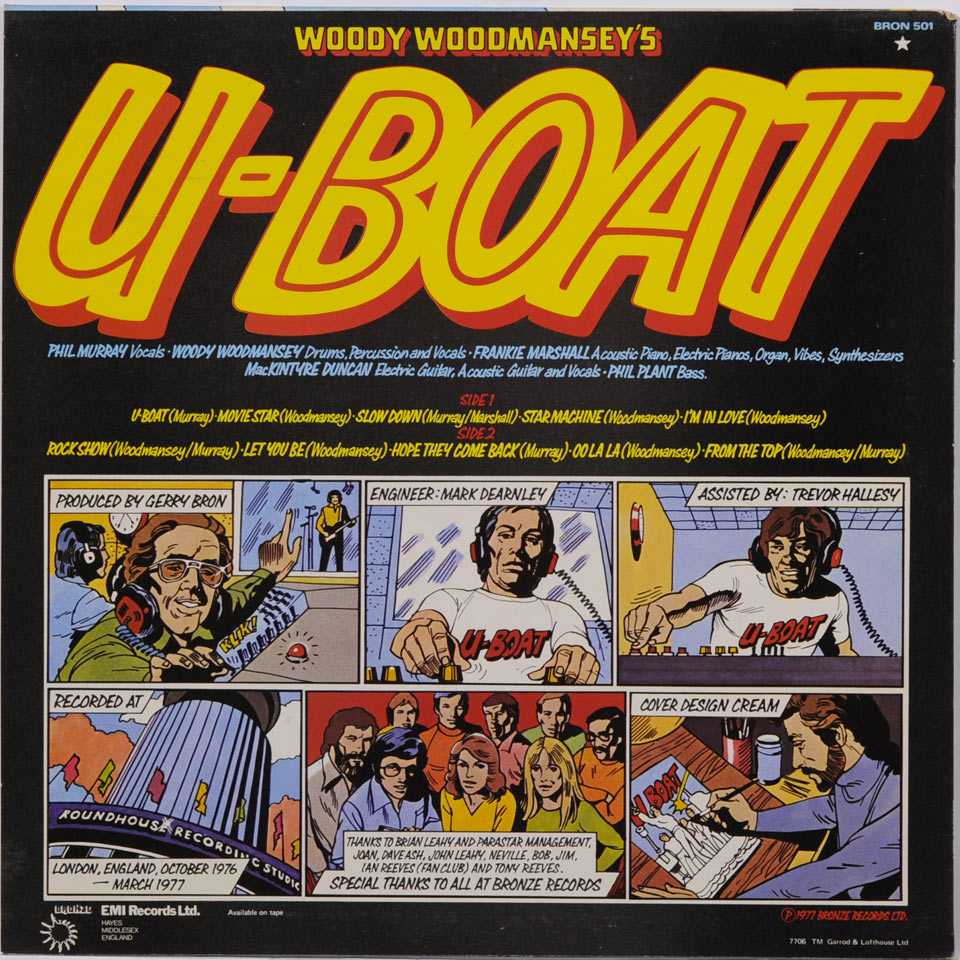 BRON 501
WOODY WOODMANSEY'S
U-BOAT
PHIL MURRAY Vocals · WOODY WOODMANSEY Drums, Percussion and Vocals · FRANKIE MARSHALL Acoustic Piano, Electric Pianos, Organ, Vibes, Synthesizers
MacKINTYRE DUNCAN Electric Guitar, Acoustic Guitar and Vocals · PHIL PLANT Bass.
SIDE 1
U-BOAT (Murray) · MOVIE STAR (Woodmansey) · SLOW DOWN (Murray/Marshall) · STAR MACHINE (Woodmansey) · I'M IN LOVE (Woodmansey)
SIDE 2
ROCK SHOW (Woodmansey/Murray) · LET YOU BE (Woodmansey) · HOPE THEY COME BACK (Murray) · OO LA LA (Woodmansey) · FROM THE TOP (Woodmansey/Murray)
PRODUCED BY GERRY BRON
KLIK!
ENGINEER: MARK DEARNLEY
U-BOAT
ASSISTED BY: TREVOR HALLESY
U-BOAT
RECORDED AT
ROUNDHOUSE RECORDING STUDIO
LONDON, ENGLAND, OCTOBER 1976
— MARCH 1977
THANKS TO BRIAN LEAHY AND PARASTAR MANAGEMENT,
JOAN, DAVE ASH, JOHN LEAHY, NEVILLE, BOB, JIM,
IAN REEVES (FAN CLUB) AND TONY REEVES.
SPECIAL THANKS TO ALL AT BRONZE RECORDS
COVER DESIGN CREAM
U BOAT
BRONZE
EMI Records Ltd.
HAYES
MIDDLESEX
ENGLAND
Available on tape
℗ 1977 BRONZE RECORDS LTD.
7706 TM Garrod & Lofthouse Ltd